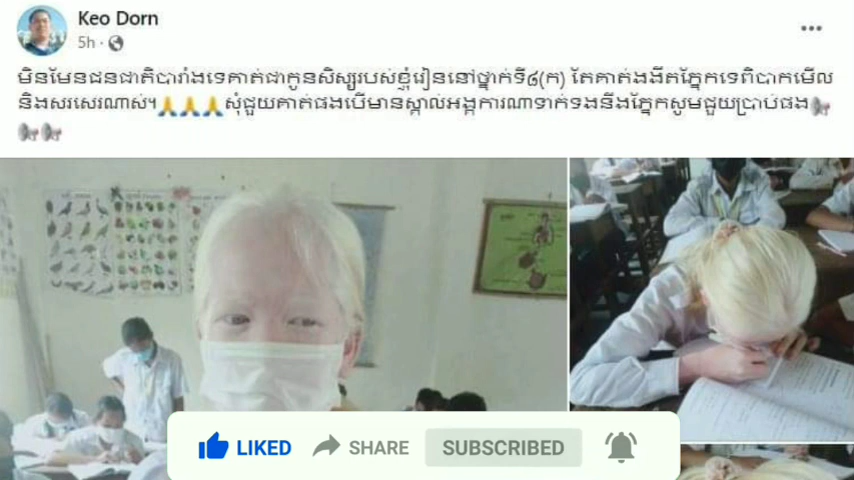 Keo Dorn
5h
មិនមែនជនជាតិបារាំងទេគាត់ជាកូនសិស្សរបស់ខ្ញុំរៀននៅថ្នាក់ទី៤(ក) តែគាត់ងងឹតភ្នែកទេពិបាកមើល
និងសរសេរណាស់។🙏🙏🙏សុំជួយគាត់ផងបើមានស្គាល់អង្គការណាទាក់ទងនឹងភ្នែកសូមជួយប្រាប់ផង
LIKED SHARE SUBSCRIBED